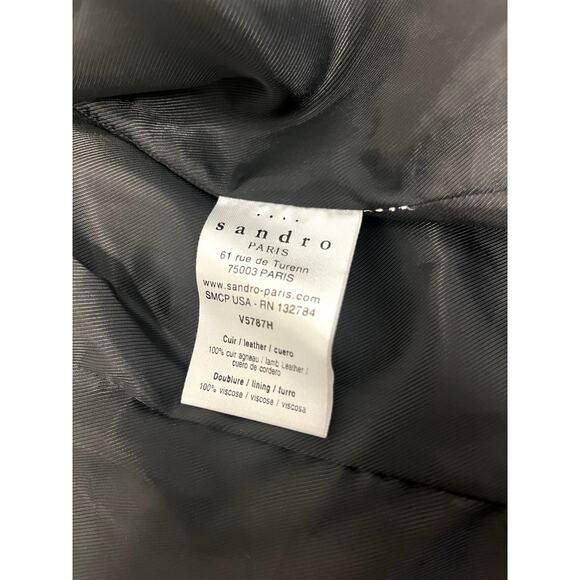 sandro
PARIS
61 rue de Turenn
75003 PARIS
www.sandro-paris.com
SMCP USA - RN 132784
V5787H
Cuir / leather / cuero
100% cuir agneau / lamb Leather /
cuero de cordero
Doublure / lining / furro
100% viscose / viscose / viscosa